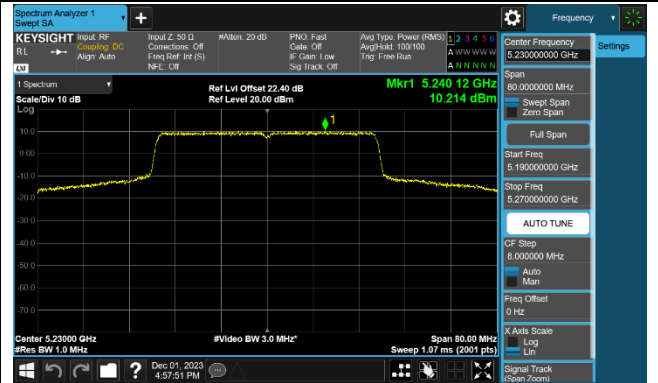 Spectrum Analyzer 1
Swept SA
Frequency
KEYSIGHT
RL
LXI
Input: RF
Coupling: DC
Align: Auto
Input Z: 50 Ω
Corrections: Off
Freq Ref: Int (S)
NFE: Off
#Atten: 20 dB
PNO: Fast
Gate: Off
IF Gain: Low
Sig Track: Off
Avg Type: Power (RMS)
Avg|Hold: 100/100
Trig: Free Run
1 2 3 4 5 6
A W W W W W
A N N N N N
Center Frequency
5.230000000 GHz
Settings
Span
80.0000000 MHz
Swept Span
Zero Span
Full Span
Start Freq
5.190000000 GHz
Stop Freq
5.270000000 GHz
AUTO TUNE
CF Step
8.000000 MHz
Auto
Man
Freq Offset
0 Hz
X Axis Scale
Log
Lin
Signal Track
(Span Zoom)
1 Spectrum
Scale/Div 10 dB
Log
Ref Lvl Offset 22.40 dB
Ref Level 20.00 dBm
Mkr1 5.240 12 GHz
10.214 dBm
1
10.0
0.00
-10.0
-20.0
-30.0
-40.0
-50.0
-60.0
-70.0
Center 5.23000 GHz
#Res BW 1.0 MHz
#Video BW 3.0 MHz*
Span 80.00 MHz
Sweep 1.07 ms (2001 pts)
Dec 01, 2023
4:57:51 PM